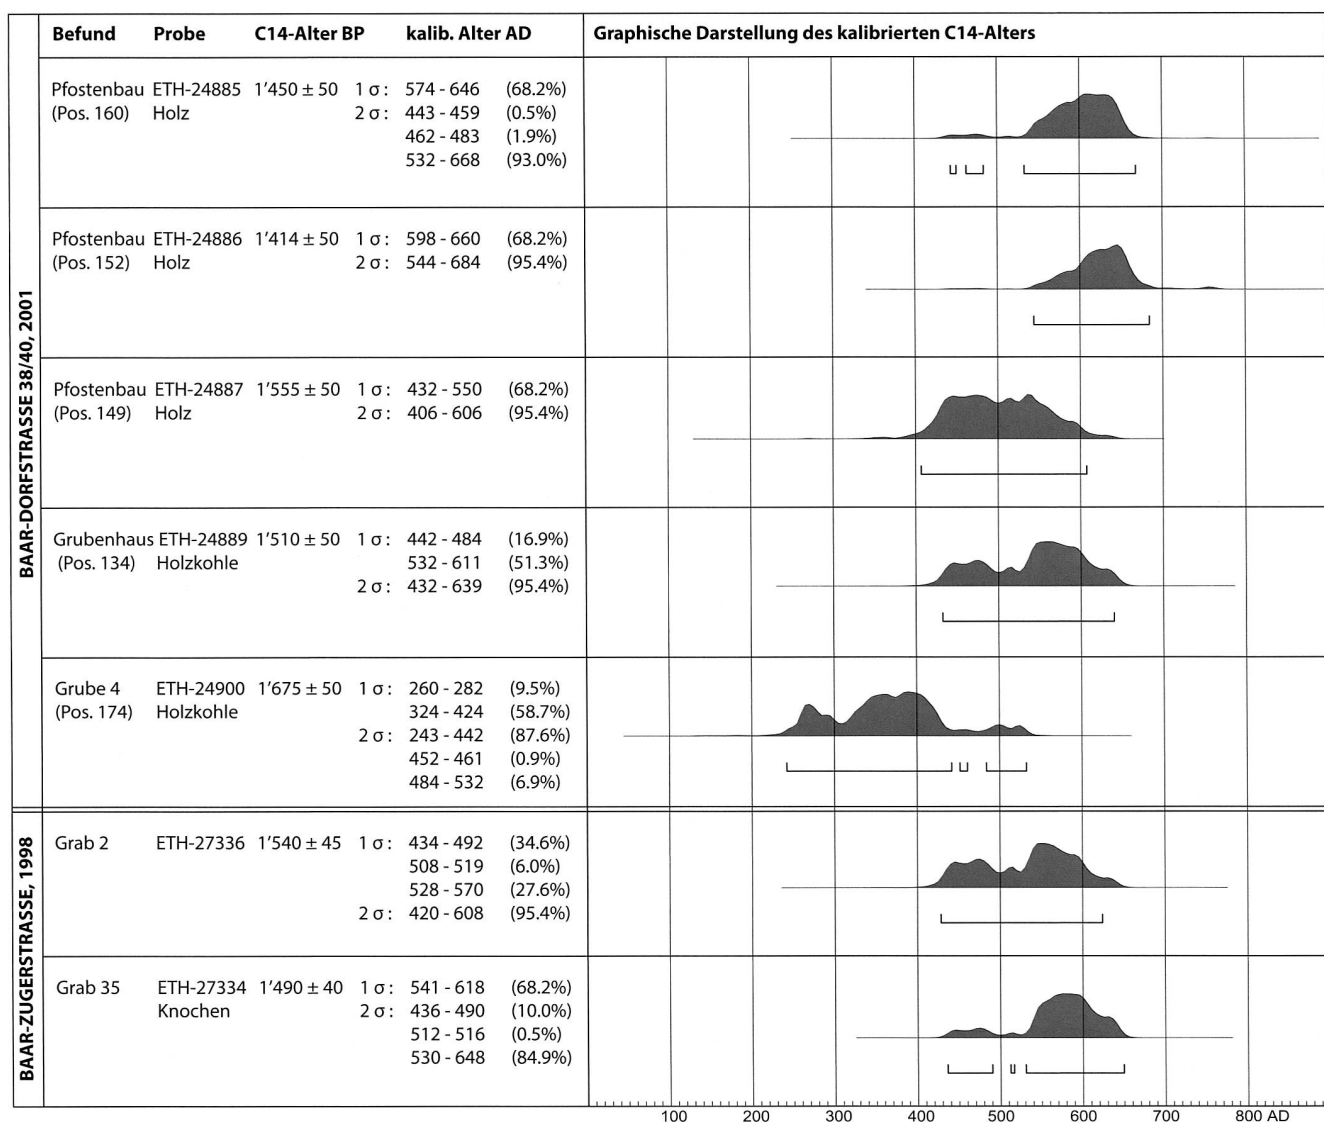 Befund Probe C14-Alter BP kalib. Alter AD Graphische Darstellung des kalibrierten C14-Alters
BAAR-DORFSTRASSE 38/40, 2001
Pfostenbau ETH-24885 1'450 ± 50 1 σ: 574 - 646 (68.2%)
(Pos. 160) Holz 2 σ: 443 - 459 (0.5%)
462 - 483 (1.9%)
532 - 668 (93.0%)
Pfostenbau ETH-24886 1'414 ± 50 1 σ: 598 - 660 (68.2%)
(Pos. 152) Holz 2 σ: 544 - 684 (95.4%)
Pfostenbau ETH-24887 1'555 ± 50 1 σ: 432 - 550 (68.2%)
(Pos. 149) Holz 2 σ: 406 - 606 (95.4%)
Grubenhaus ETH-24889 1'510 ± 50 1 σ: 442 - 484 (16.9%)
(Pos. 134) Holzkohle 532 - 611 (51.3%)
2 σ: 432 - 639 (95.4%)
Grube 4 ETH-24900 1'675 ± 50 1 σ: 260 - 282 (9.5%)
(Pos. 174) Holzkohle 324 - 424 (58.7%)
2 σ: 243 - 442 (87.6%)
452 - 461 (0.9%)
484 - 532 (6.9%)
BAAR-ZUGERSTRASSE, 1998
Grab 2 ETH-27336 1'540 ± 45 1 σ: 434 - 492 (34.6%)
508 - 519 (6.0%)
528 - 570 (27.6%)
2 σ: 420 - 608 (95.4%)
Grab 35 ETH-27334 1'490 ± 40 1 σ: 541 - 618 (68.2%)
Knochen 2 σ: 436 - 490 (10.0%)
512 - 516 (0.5%)
530 - 648 (84.9%)
100 200 300 400 500 600 700 800 AD